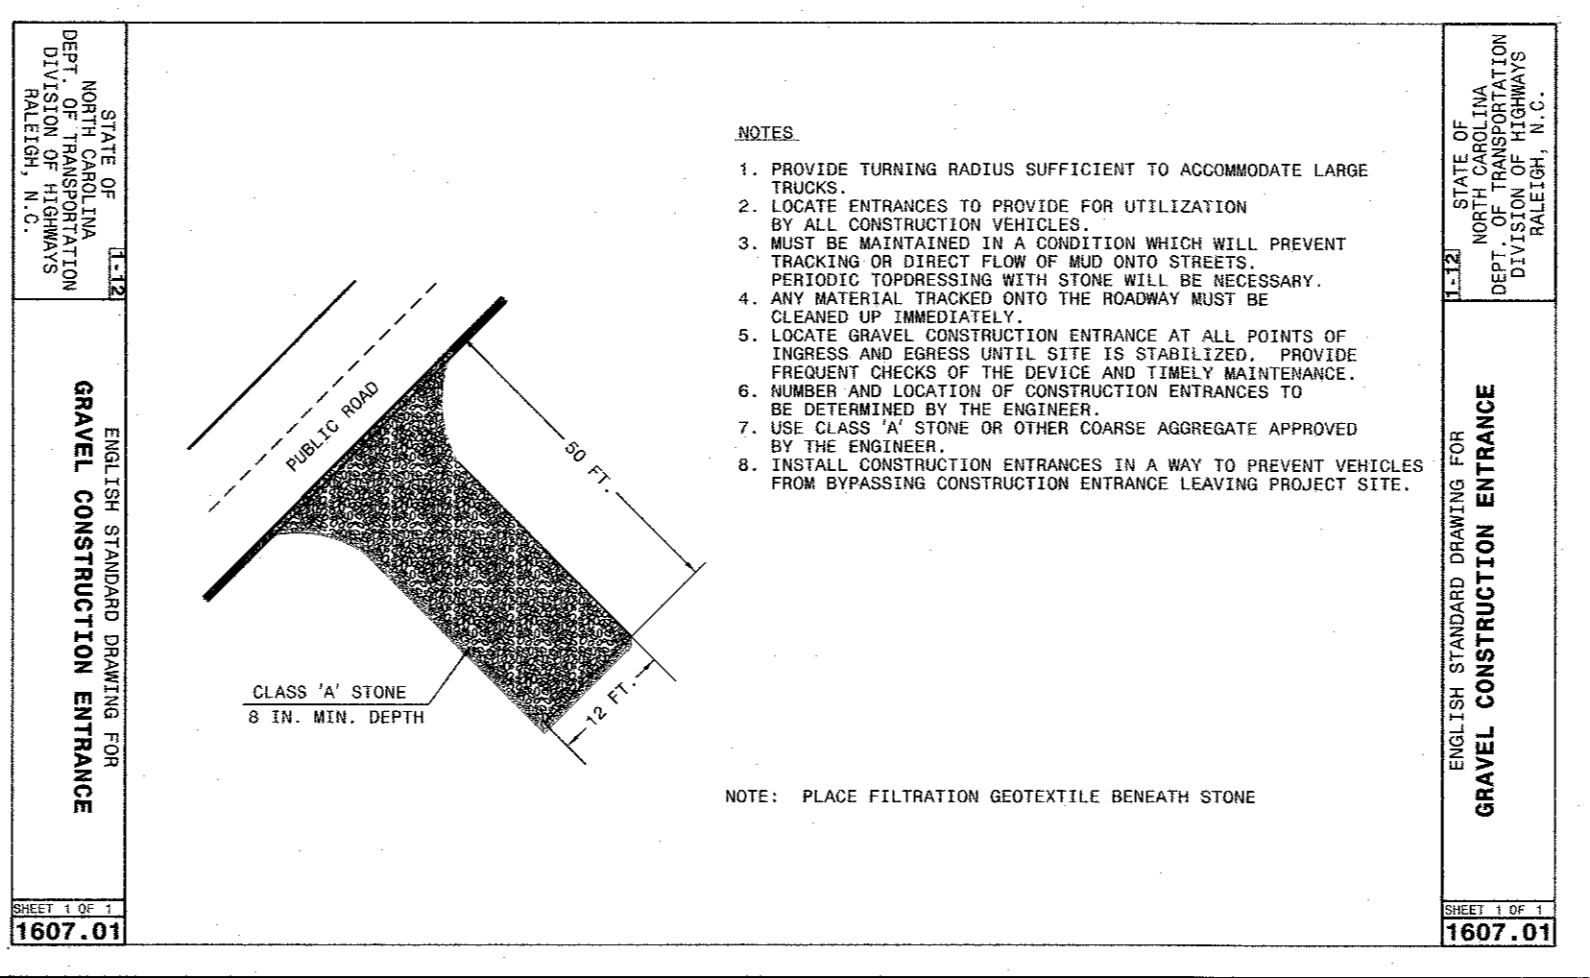 STATE OF
NORTH CAROLINA
DEPT. OF TRANSPORTATION
DIVISION OF HIGHWAYS
RALEIGH, N.C.
1-12
ENGLISH STANDARD DRAWING FOR
GRAVEL CONSTRUCTION ENTRANCE
SHEET 1 OF 1
1607.01
PUBLIC ROAD
50 FT.
12 FT.
CLASS 'A' STONE
8 IN. MIN. DEPTH
NOTES
1. PROVIDE TURNING RADIUS SUFFICIENT TO ACCOMMODATE LARGE
TRUCKS.
2. LOCATE ENTRANCES TO PROVIDE FOR UTILIZATION
BY ALL CONSTRUCTION VEHICLES.
3. MUST BE MAINTAINED IN A CONDITION WHICH WILL PREVENT
TRACKING OR DIRECT FLOW OF MUD ONTO STREETS.
PERIODIC TOPDRESSING WITH STONE WILL BE NECESSARY.
4. ANY MATERIAL TRACKED ONTO THE ROADWAY MUST BE
CLEANED UP IMMEDIATELY.
5. LOCATE GRAVEL CONSTRUCTION ENTRANCE AT ALL POINTS OF
INGRESS AND EGRESS UNTIL SITE IS STABILIZED. PROVIDE
FREQUENT CHECKS OF THE DEVICE AND TIMELY MAINTENANCE.
6. NUMBER AND LOCATION OF CONSTRUCTION ENTRANCES TO
BE DETERMINED BY THE ENGINEER.
7. USE CLASS 'A' STONE OR OTHER COARSE AGGREGATE APPROVED
BY THE ENGINEER.
8. INSTALL CONSTRUCTION ENTRANCES IN A WAY TO PREVENT VEHICLES
FROM BYPASSING CONSTRUCTION ENTRANCE LEAVING PROJECT SITE.
NOTE: PLACE FILTRATION GEOTEXTILE BENEATH STONE
STATE OF
NORTH CAROLINA
DEPT. OF TRANSPORTATION
DIVISION OF HIGHWAYS
RALEIGH, N.C.
1-12
ENGLISH STANDARD DRAWING FOR
GRAVEL CONSTRUCTION ENTRANCE
SHEET 1 OF 1
1607.01